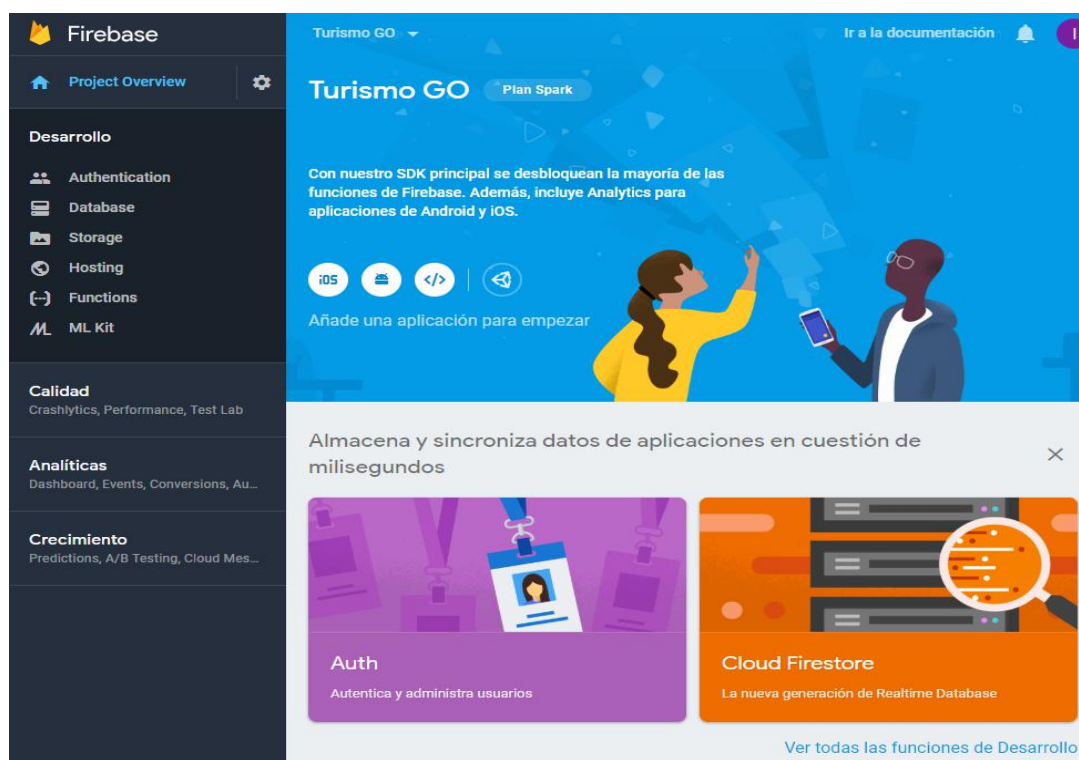 Firebase
Project Overview
Desarrollo
Authentication
Database
Storage
Hosting
Functions
ML Kit
Calidad
Crashlytics, Performance, Test Lab
Analíticas
Dashboard, Events, Conversions, Au...
Crecimiento
Predictions, A/B Testing, Cloud Mes...
Turismo GO
Ir a la documentación
I
Turismo GO
Plan Spark
Con nuestro SDK principal se desbloquean la mayoría de las
funciones de Firebase. Además, incluye Analytics para
aplicaciones de Android y iOS.
iOS
Añade una aplicación para empezar
Almacena y sincroniza datos de aplicaciones en cuestión de
milisegundos
Auth
Autentica y administra usuarios
Cloud Firestore
La nueva generación de Realtime Database
Ver todas las funciones de Desarrollo